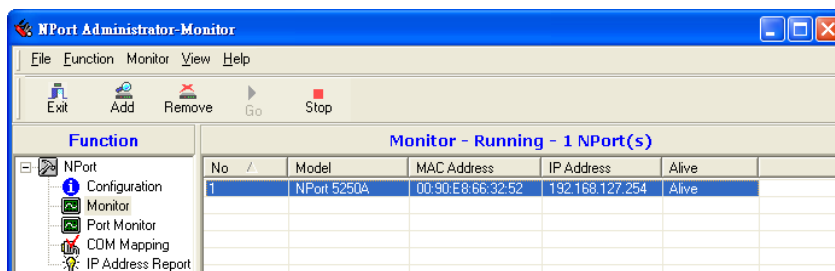 NPort Administrator-Monitor
File Function Monitor View Help
Exit Add Remove Go Stop
Function
Monitor - Running - 1 NPort(s)
NPort
Configuration
Monitor
Port Monitor
COM Mapping
IP Address Report
No Model MAC Address IP Address Alive
1 NPort 5250A 00:90:E8:66:32:52 192.168.127.254 Alive